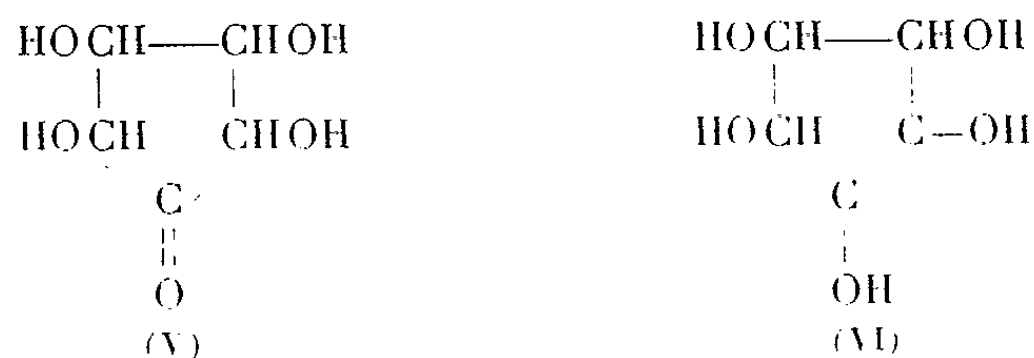 HOCH—CHOH HOCH—CHOH
HOCH CHOH HOCH C—OH
C C
O OH
(V) (VI)